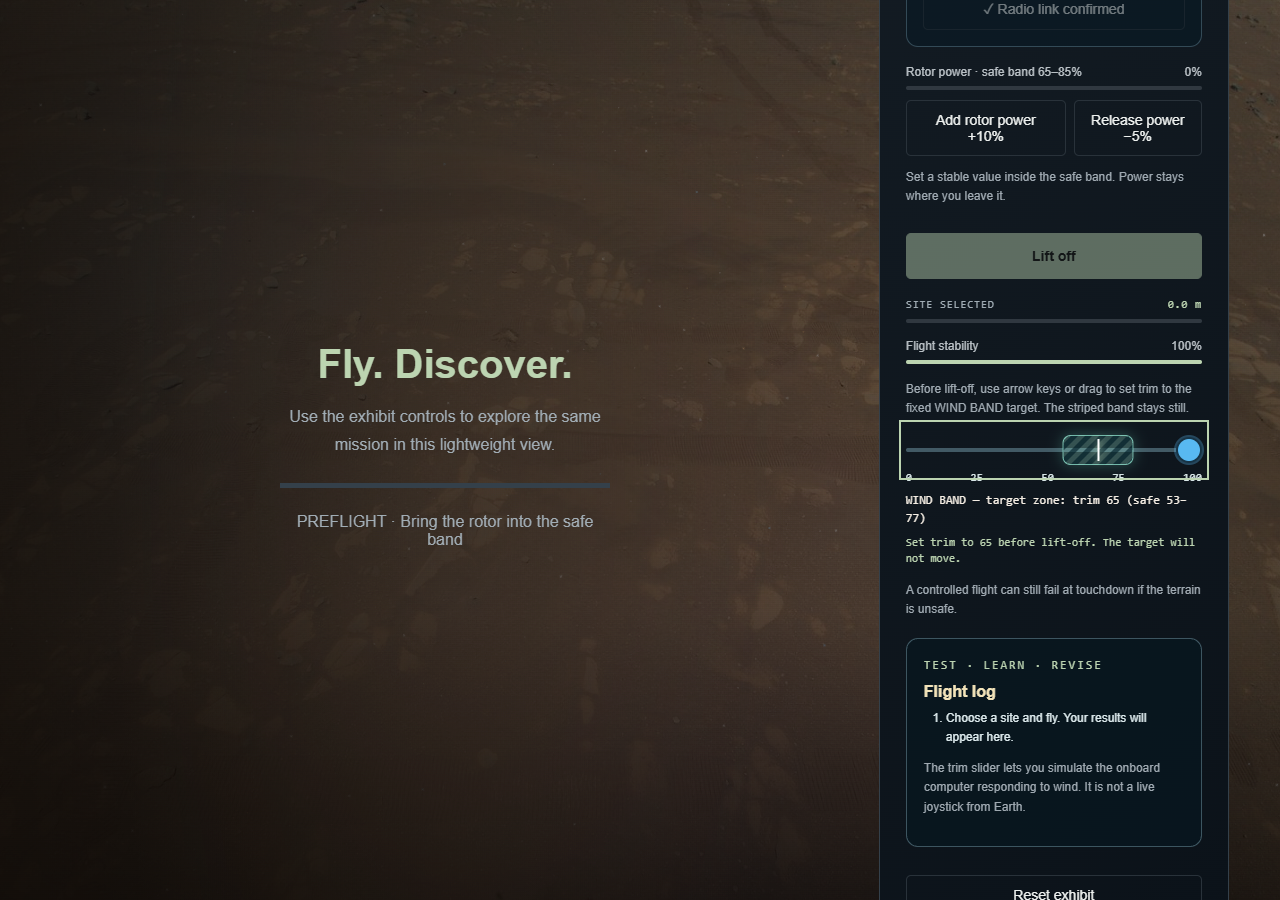 ✓ Radio link confirmed
Rotor power · safe band 65–85% 0%
Add rotor power
+10%
Release power
−5%
Set a stable value inside the safe band. Power stays
where you leave it.
Lift off
SITE SELECTED 0.0 m
Flight stability 100%
Before lift-off, use arrow keys or drag to set trim to the
fixed WIND BAND target. The striped band stays still.
0 25 50 75 100
WIND BAND — target zone: trim 65 (safe 53–
77)
Set trim to 65 before lift-off. The target will
not move.
A controlled flight can still fail at touchdown if the terrain
is unsafe.
TEST · LEARN · REVISE
Flight log
1. Choose a site and fly. Your results will
appear here.
The trim slider lets you simulate the onboard
computer responding to wind. It is not a live
joystick from Earth.
Reset exhibit
Fly. Discover.
Use the exhibit controls to explore the same
mission in this lightweight view.
PREFLIGHT · Bring the rotor into the safe
band